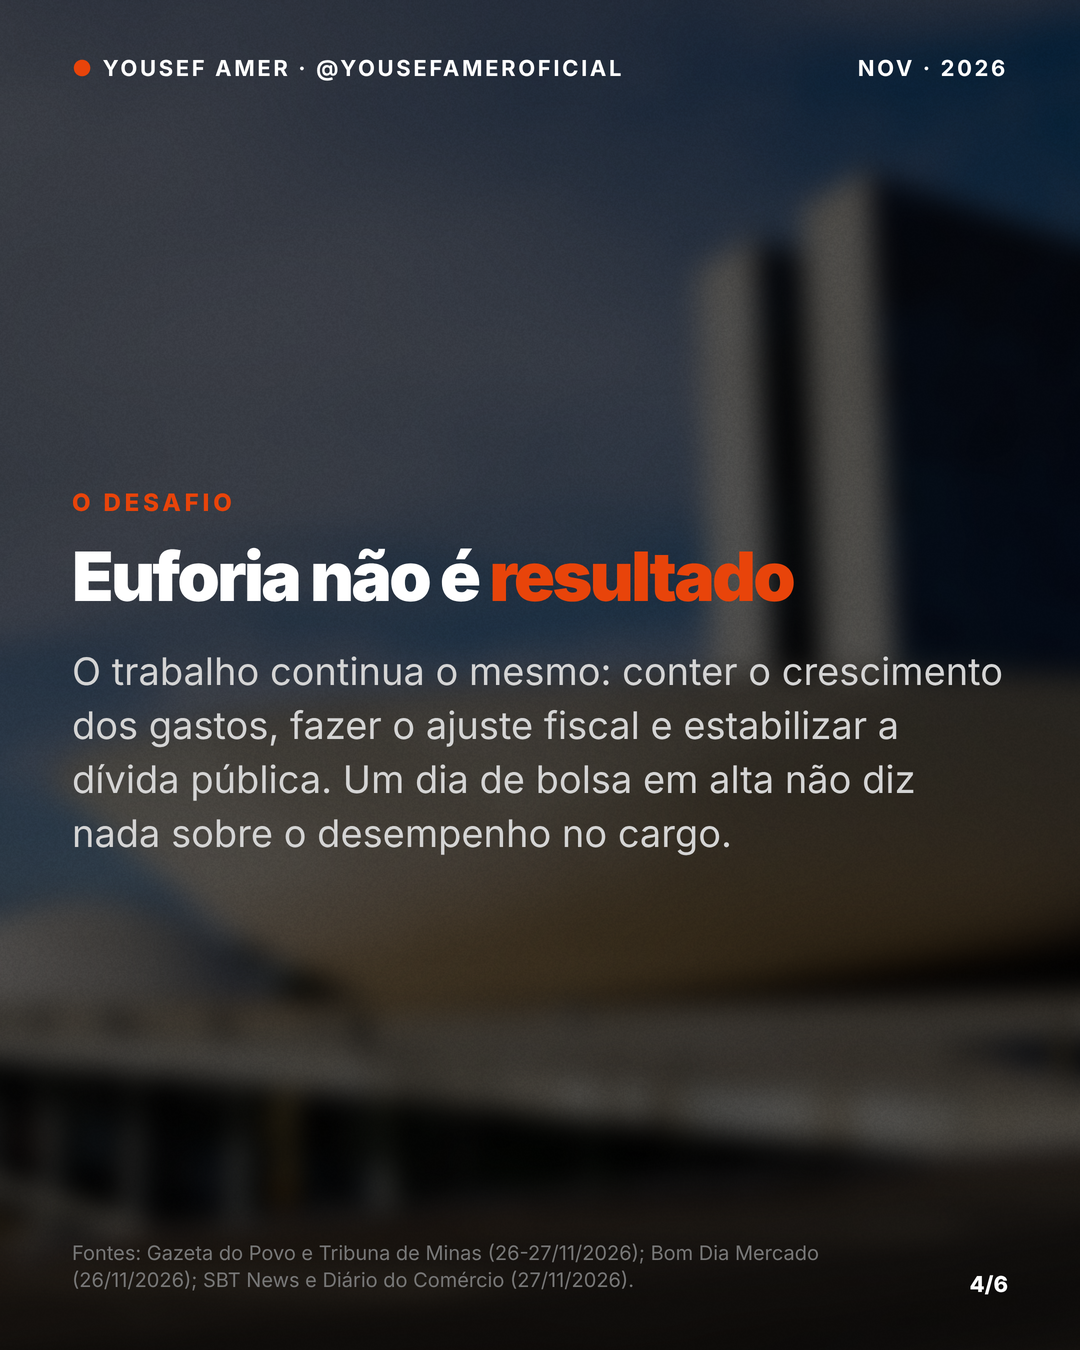 YOUSEF AMER · @YOUSEFAMEROFICIAL
NOV · 2026
O DESAFIO
Euforia não é resultado
O trabalho continua o mesmo: conter o crescimento
dos gastos, fazer o ajuste fiscal e estabilizar a
dívida pública. Um dia de bolsa em alta não diz
nada sobre o desempenho no cargo.
Fontes: Gazeta do Povo e Tribuna de Minas (26-27/11/2026); Bom Dia Mercado
(26/11/2026); SBT News e Diário do Comércio (27/11/2026).
4/6